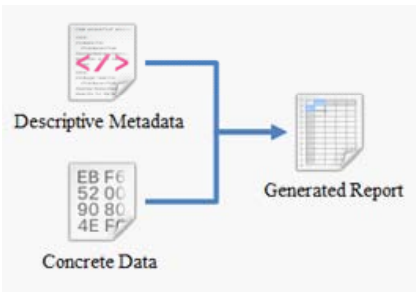 </>
Descriptive Metadata
EB F6
52 00
90 80
4E F
Concrete Data
Generated Report